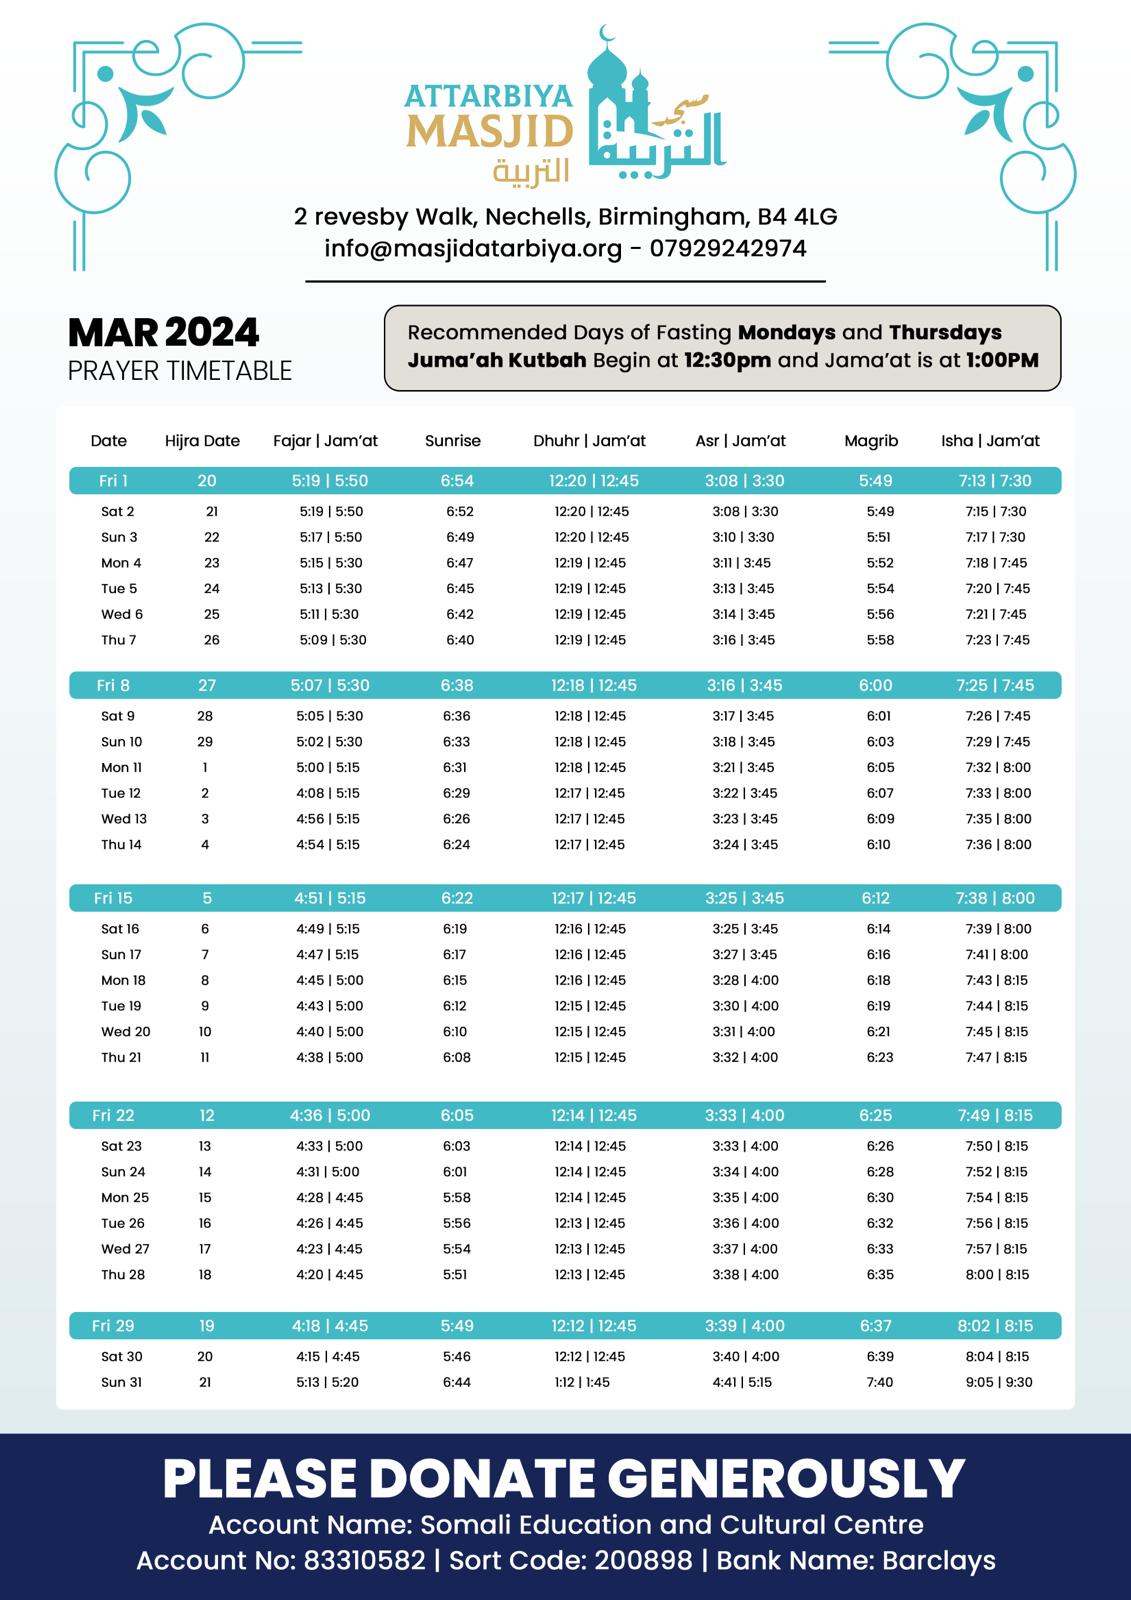 ATTARBIYA
MASJID
التربية
مسجد
التربية
2 revesby Walk, Nechells, Birmingham, B4 4LG
info@masjidatarbiya.org - 07929242974
MAR 2024
PRAYER TIMETABLE
Recommended Days of Fasting Mondays and Thursdays
Juma’ah Kutbah Begin at 12:30pm and Jama’at is at 1:00PM
Date Hijra Date Fajar | Jam’at Sunrise Dhuhr | Jam’at Asr | Jam’at Magrib Isha | Jam’at
Fri 1 20 5:19 | 5:50 6:54 12:20 | 12:45 3:08 | 3:30 5:49 7:13 | 7:30
Sat 2 21 5:19 | 5:50 6:52 12:20 | 12:45 3:08 | 3:30 5:49 7:15 | 7:30
Sun 3 22 5:17 | 5:50 6:49 12:20 | 12:45 3:10 | 3:30 5:51 7:17 | 7:30
Mon 4 23 5:15 | 5:30 6:47 12:19 | 12:45 3:11 | 3:45 5:52 7:18 | 7:45
Tue 5 24 5:13 | 5:30 6:45 12:19 | 12:45 3:13 | 3:45 5:54 7:20 | 7:45
Wed 6 25 5:11 | 5:30 6:42 12:19 | 12:45 3:14 | 3:45 5:56 7:21 | 7:45
Thu 7 26 5:09 | 5:30 6:40 12:19 | 12:45 3:16 | 3:45 5:58 7:23 | 7:45
Fri 8 27 5:07 | 5:30 6:38 12:18 | 12:45 3:16 | 3:45 6:00 7:25 | 7:45
Sat 9 28 5:05 | 5:30 6:36 12:18 | 12:45 3:17 | 3:45 6:01 7:26 | 7:45
Sun 10 29 5:02 | 5:30 6:33 12:18 | 12:45 3:18 | 3:45 6:03 7:29 | 7:45
Mon 11 1 5:00 | 5:15 6:31 12:18 | 12:45 3:21 | 3:45 6:05 7:32 | 8:00
Tue 12 2 4:08 | 5:15 6:29 12:17 | 12:45 3:22 | 3:45 6:07 7:33 | 8:00
Wed 13 3 4:56 | 5:15 6:26 12:17 | 12:45 3:23 | 3:45 6:09 7:35 | 8:00
Thu 14 4 4:54 | 5:15 6:24 12:17 | 12:45 3:24 | 3:45 6:10 7:36 | 8:00
Fri 15 5 4:51 | 5:15 6:22 12:17 | 12:45 3:25 | 3:45 6:12 7:38 | 8:00
Sat 16 6 4:49 | 5:15 6:19 12:16 | 12:45 3:25 | 3:45 6:14 7:39 | 8:00
Sun 17 7 4:47 | 5:15 6:17 12:16 | 12:45 3:27 | 3:45 6:16 7:41 | 8:00
Mon 18 8 4:45 | 5:00 6:15 12:16 | 12:45 3:28 | 4:00 6:18 7:43 | 8:15
Tue 19 9 4:43 | 5:00 6:12 12:15 | 12:45 3:30 | 4:00 6:19 7:44 | 8:15
Wed 20 10 4:40 | 5:00 6:10 12:15 | 12:45 3:31 | 4:00 6:21 7:45 | 8:15
Thu 21 11 4:38 | 5:00 6:08 12:15 | 12:45 3:32 | 4:00 6:23 7:47 | 8:15
Fri 22 12 4:36 | 5:00 6:05 12:14 | 12:45 3:33 | 4:00 6:25 7:49 | 8:15
Sat 23 13 4:33 | 5:00 6:03 12:14 | 12:45 3:33 | 4:00 6:26 7:50 | 8:15
Sun 24 14 4:31 | 5:00 6:01 12:14 | 12:45 3:34 | 4:00 6:28 7:52 | 8:15
Mon 25 15 4:28 | 4:45 5:58 12:14 | 12:45 3:35 | 4:00 6:30 7:54 | 8:15
Tue 26 16 4:26 | 4:45 5:56 12:13 | 12:45 3:36 | 4:00 6:32 7:56 | 8:15
Wed 27 17 4:23 | 4:45 5:54 12:13 | 12:45 3:37 | 4:00 6:33 7:57 | 8:15
Thu 28 18 4:20 | 4:45 5:51 12:13 | 12:45 3:38 | 4:00 6:35 8:00 | 8:15
Fri 29 19 4:18 | 4:45 5:49 12:12 | 12:45 3:39 | 4:00 6:37 8:02 | 8:15
Sat 30 20 4:15 | 4:45 5:46 12:12 | 12:45 3:40 | 4:00 6:39 8:04 | 8:15
Sun 31 21 5:13 | 5:20 6:44 1:12 | 1:45 4:41 | 5:15 7:40 9:05 | 9:30
PLEASE DONATE GENEROUSLY
Account Name: Somali Education and Cultural Centre
Account No: 83310582 | Sort Code: 200898 | Bank Name: Barclays